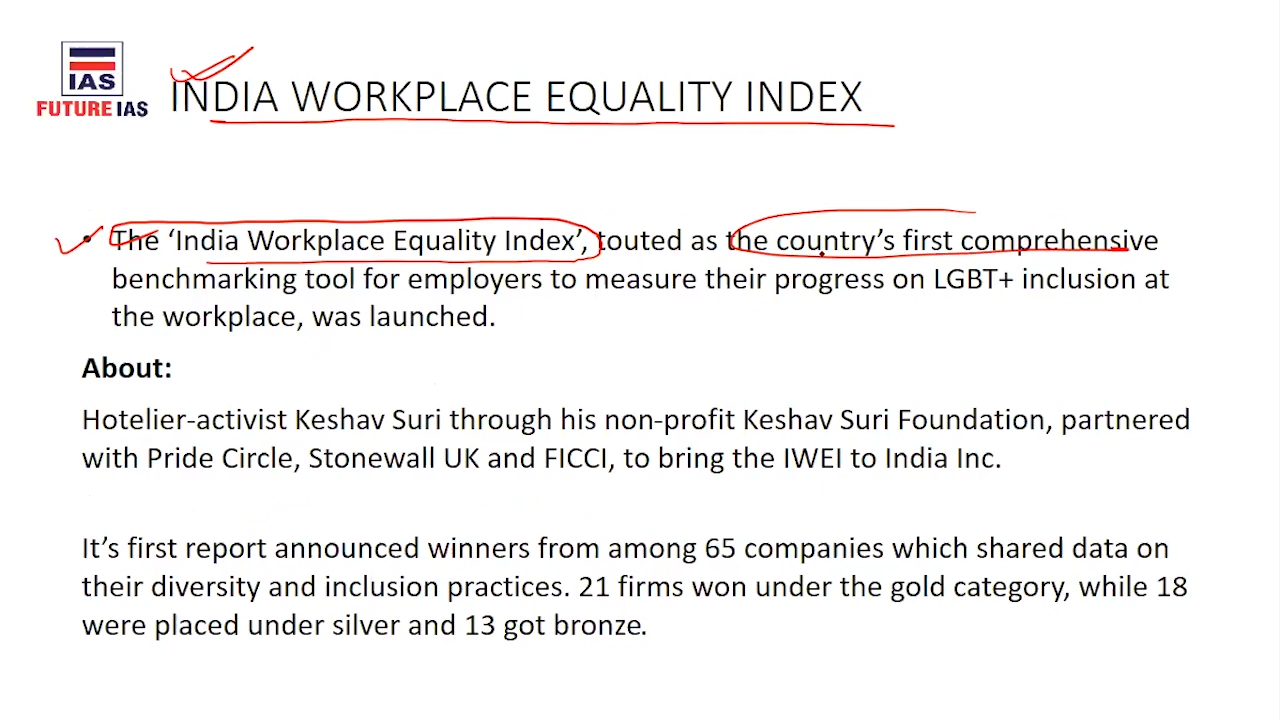 IAS
FUTURE IAS
INDIA WORKPLACE EQUALITY INDEX
• The ‘India Workplace Equality Index’, touted as the country’s first comprehensive
benchmarking tool for employers to measure their progress on LGBT+ inclusion at
the workplace, was launched.
About:
Hotelier-activist Keshav Suri through his non-profit Keshav Suri Foundation, partnered
with Pride Circle, Stonewall UK and FICCI, to bring the IWEI to India Inc.
It’s first report announced winners from among 65 companies which shared data on
their diversity and inclusion practices. 21 firms won under the gold category, while 18
were placed under silver and 13 got bronze.